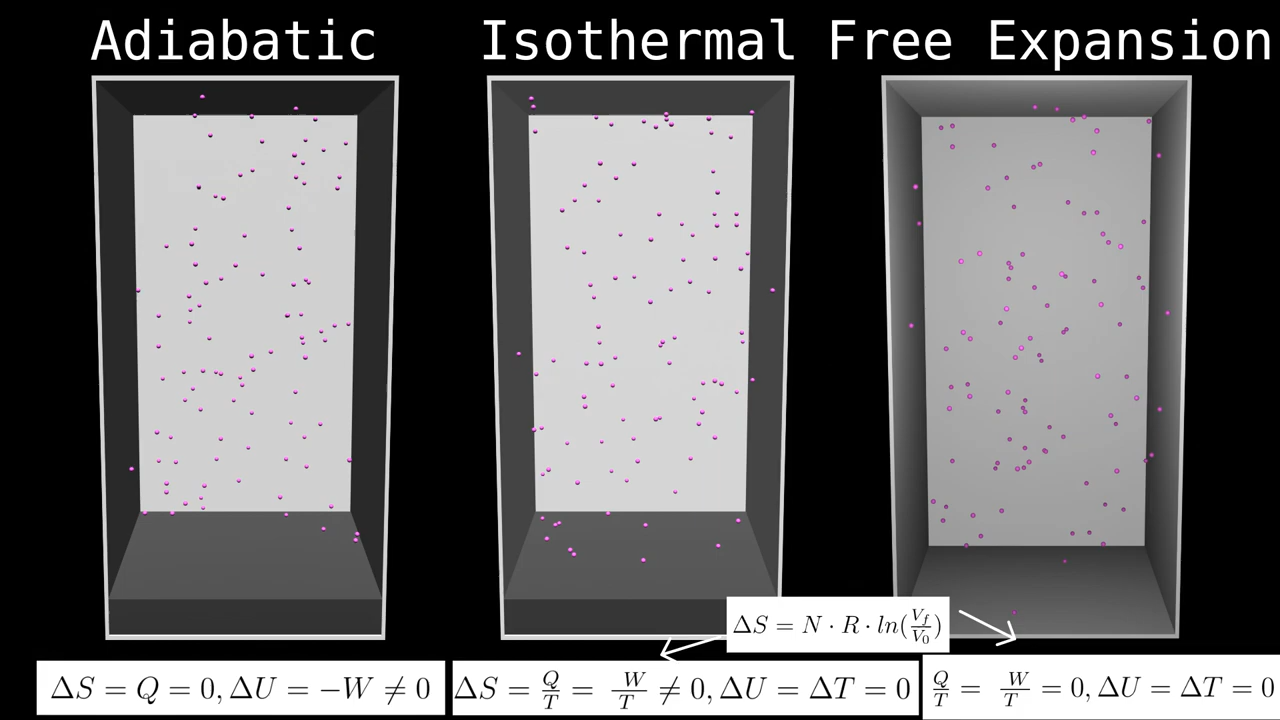 Adiabatic
Isothermal
Free Expansion
ΔS = N · R · ln(V_f/V_0)
ΔS = Q = 0, ΔU = −W ≠ 0
ΔS = Q/T = W/T ≠ 0, ΔU = ΔT = 0
Q/T = W/T = 0, ΔU = ΔT = 0